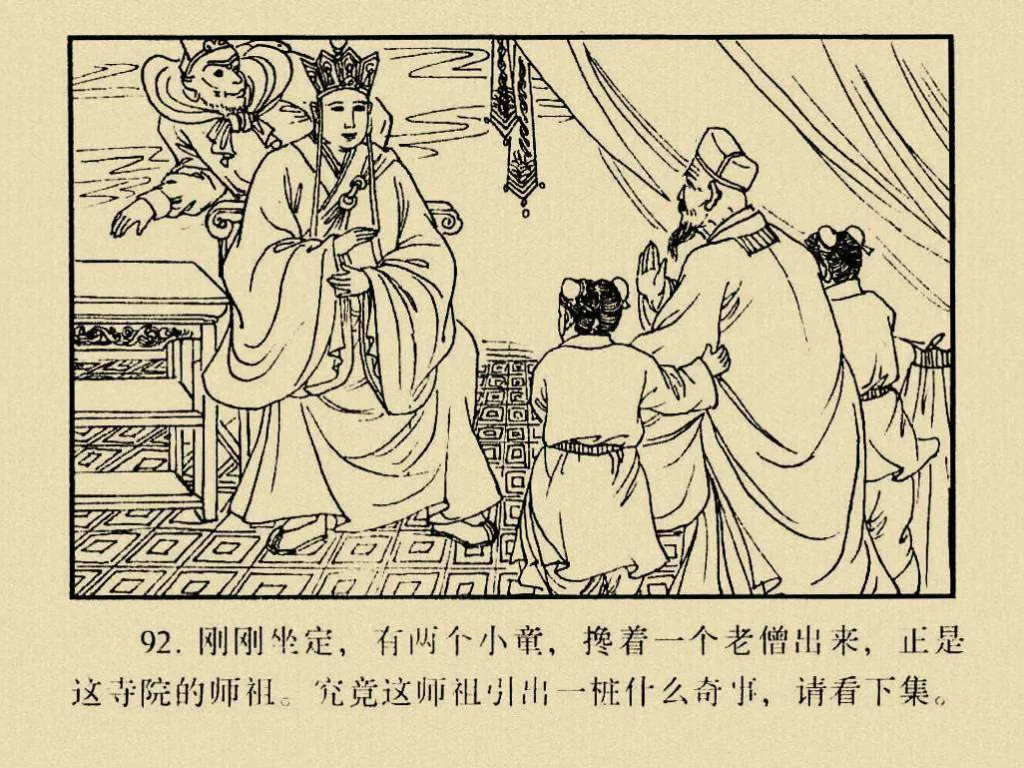 92. 刚刚坐定，有两个小童，搀着一个老僧出来，正是
这寺院的师祖。究竟这师祖引出一桩什么奇事，请看下集。